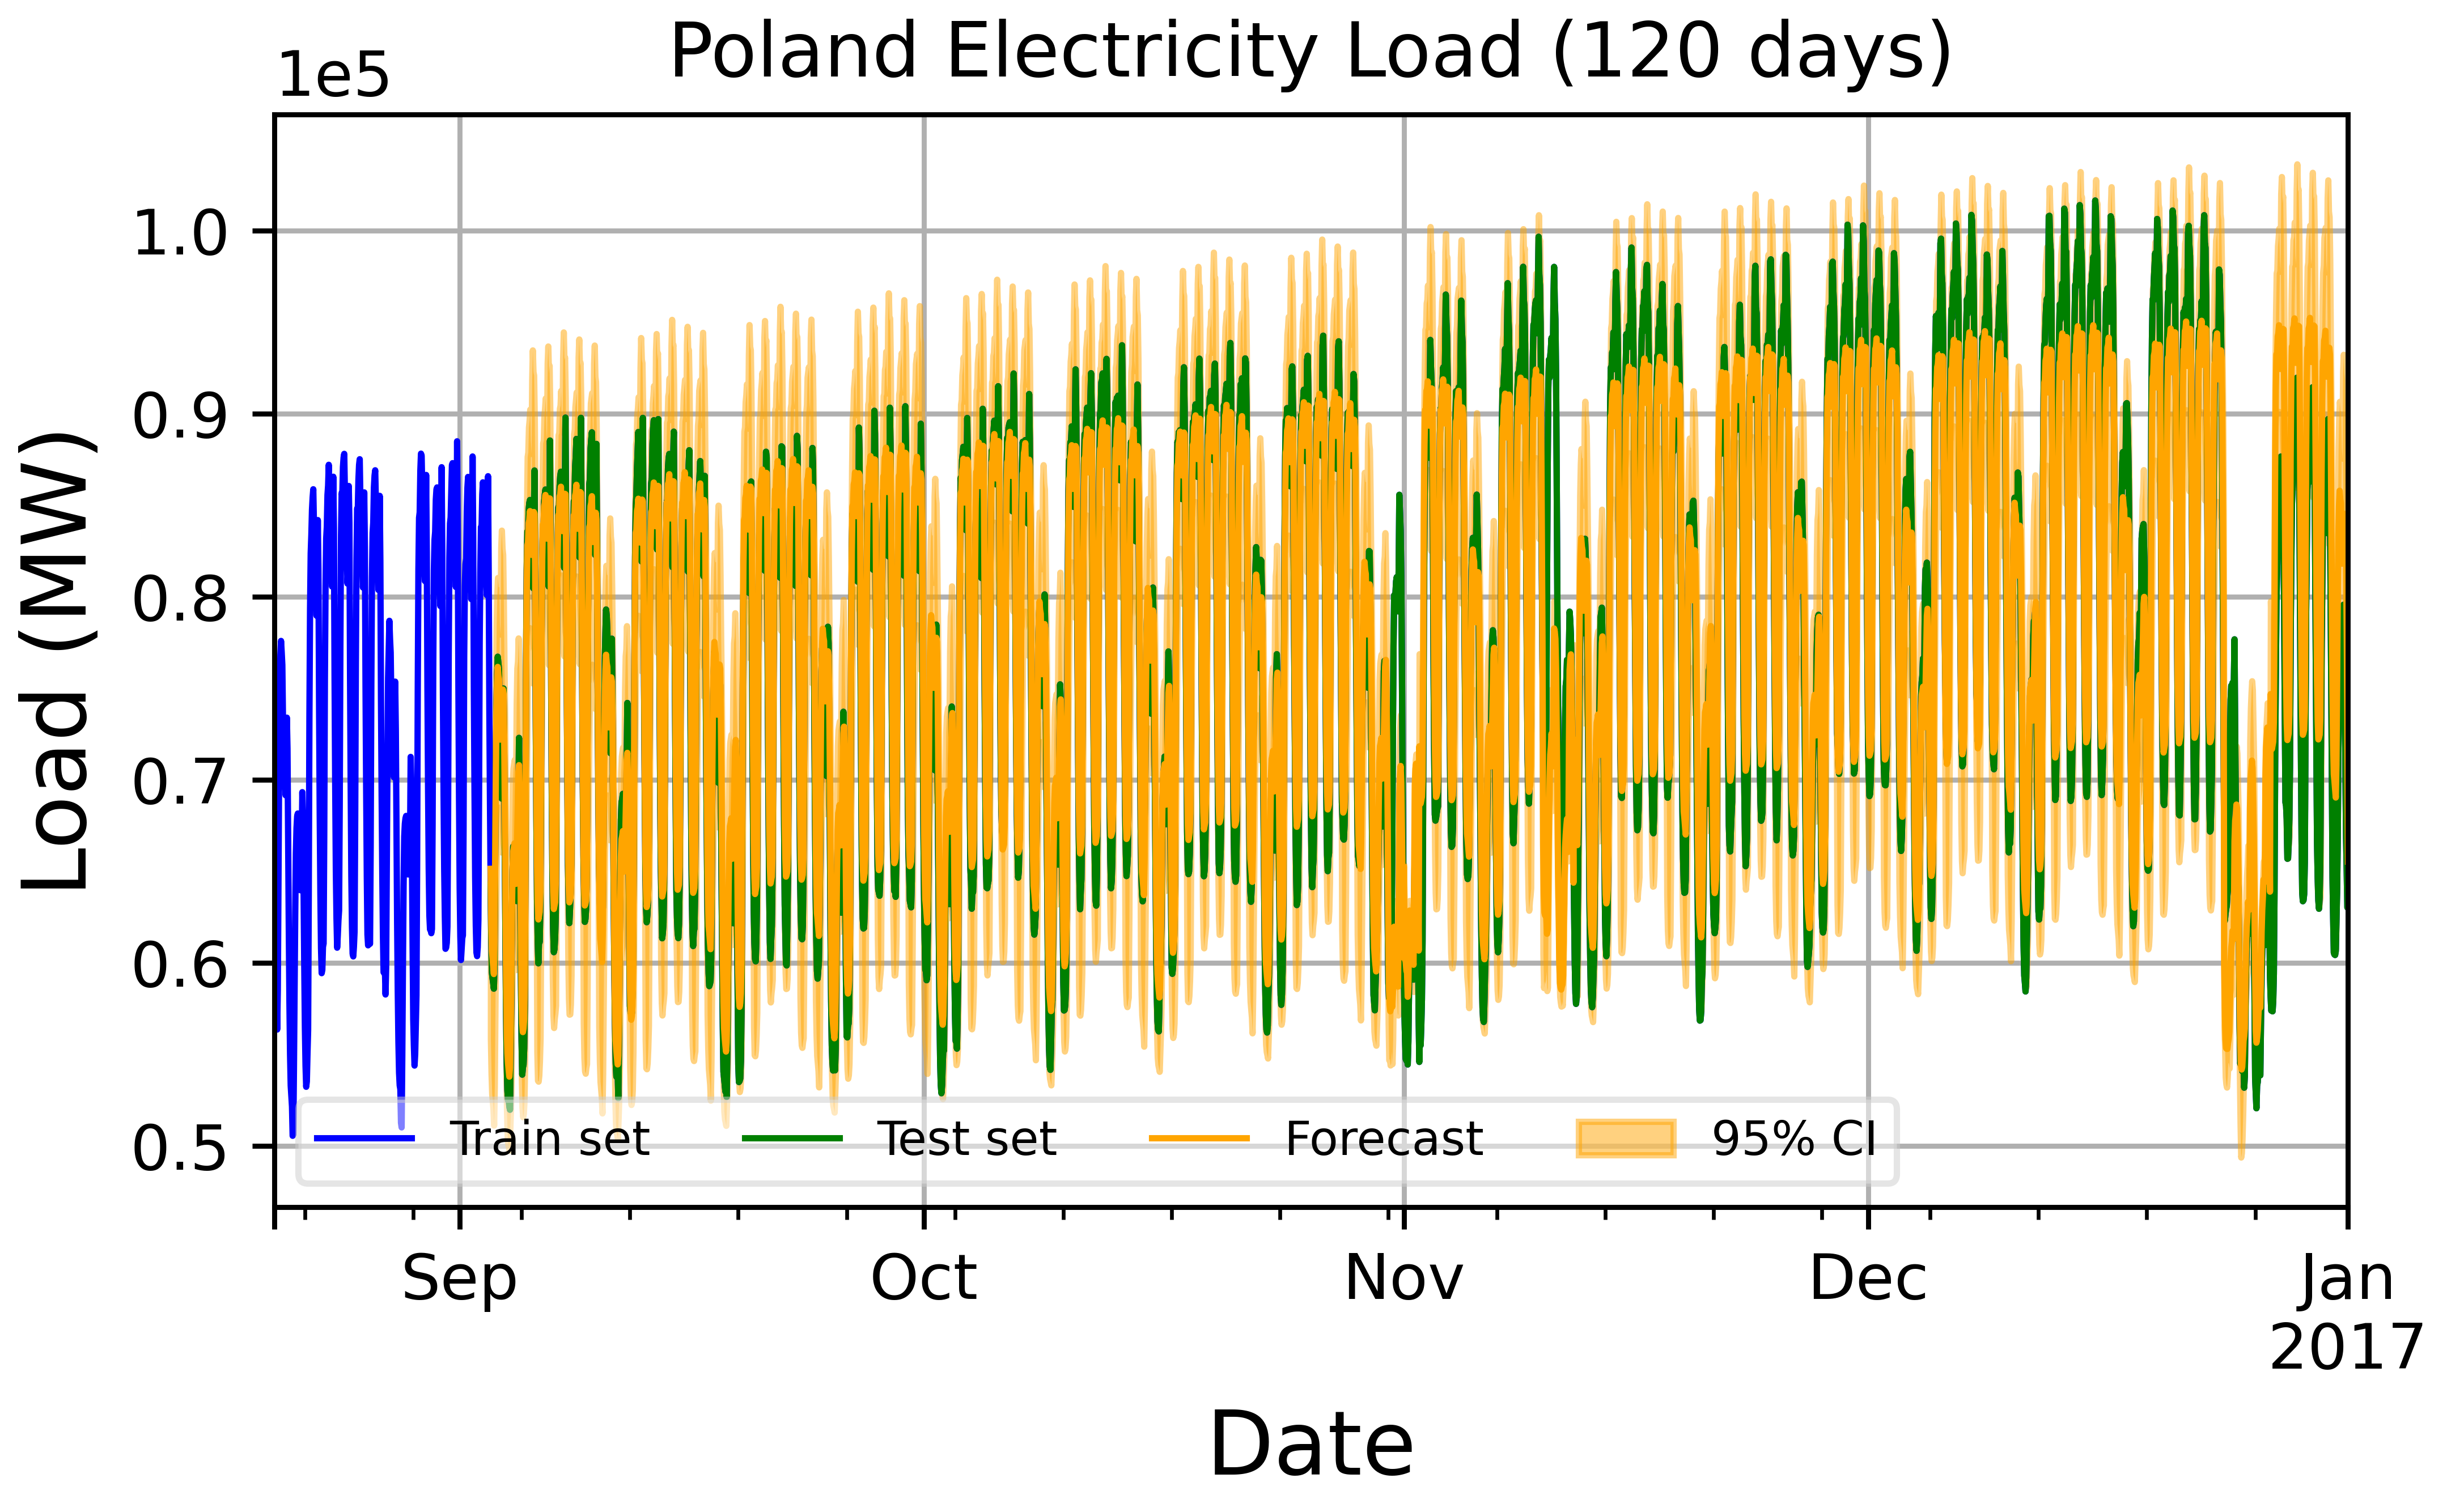 Poland Electricity Load (120 days)
1e5
1.0
0.9
0.8
0.7
0.6
0.5
Load (MW)
Train set Test set Forecast 95% CI
Sep Oct Nov Dec Jan
2017
Date